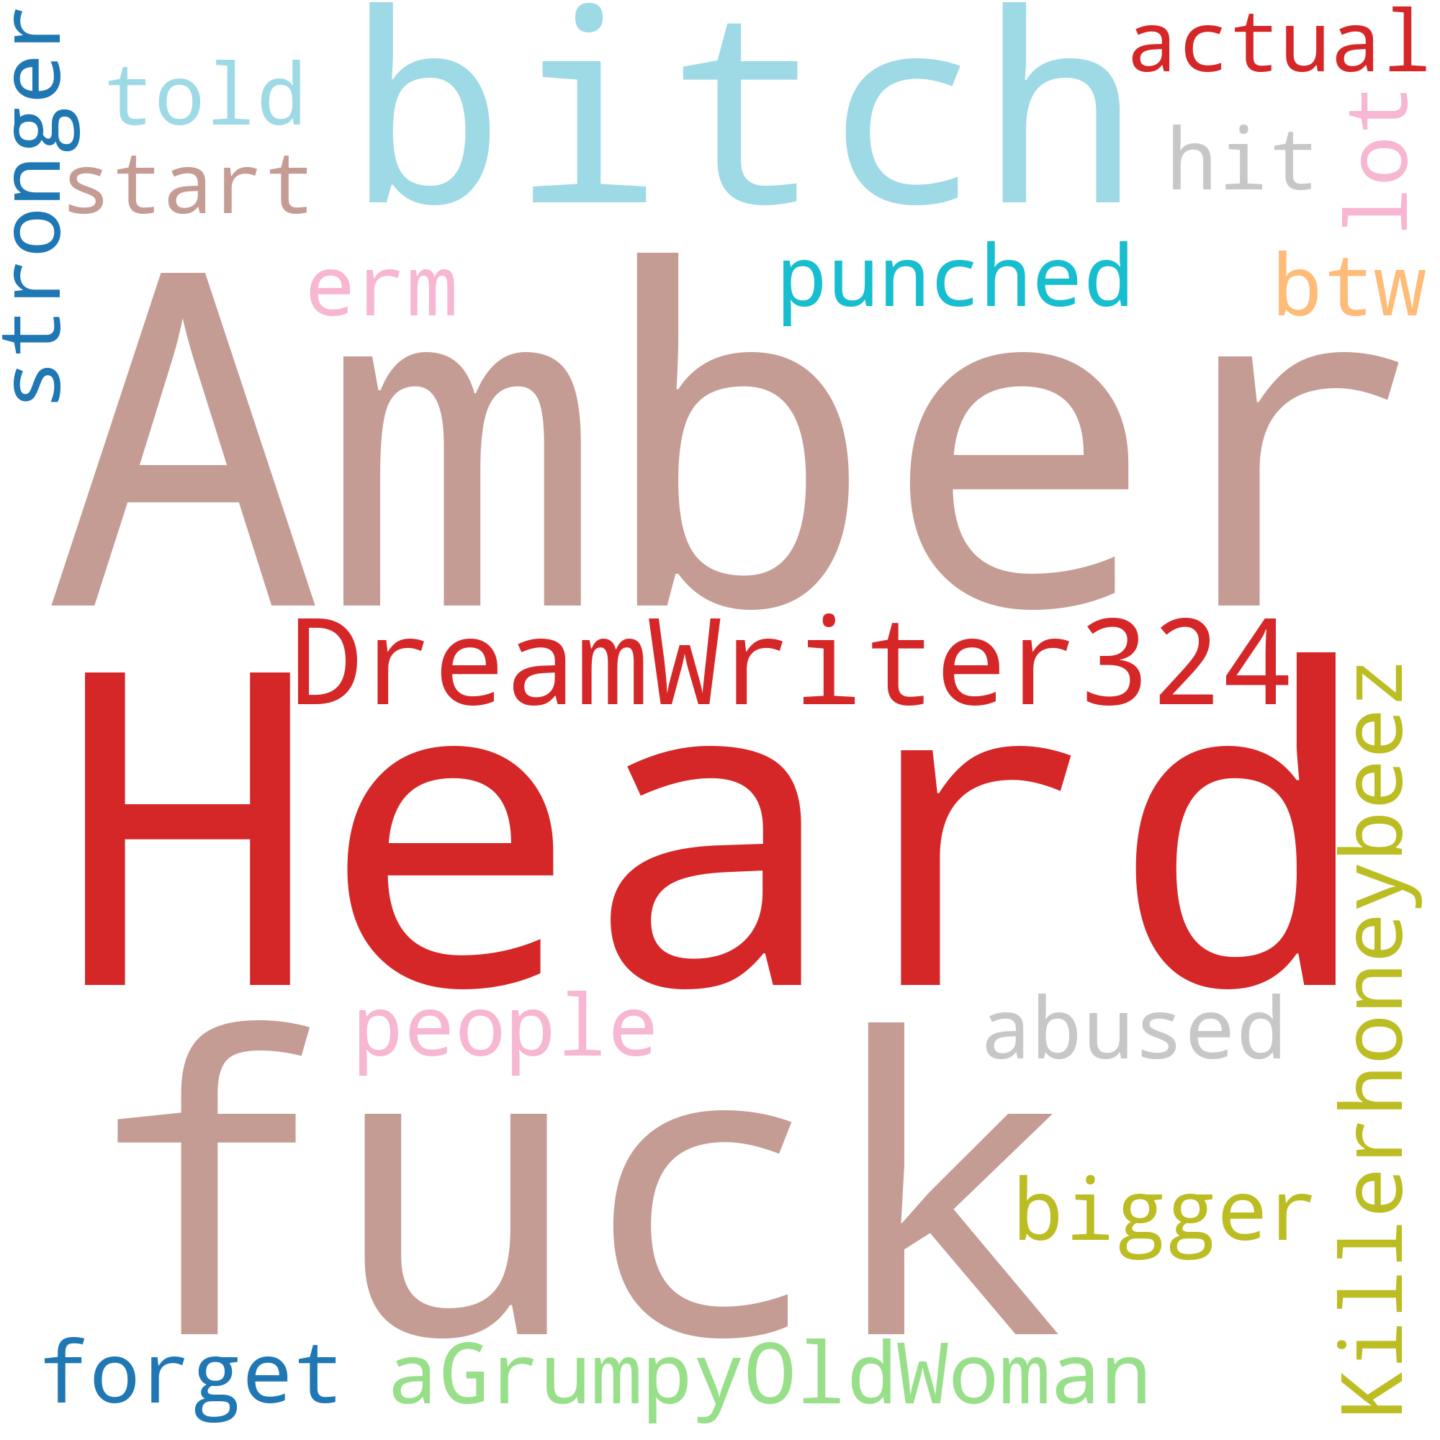 stronger
told
bitch
actual
start
hit
lot
erm
punched
btw
Amber
DreamWriter324
Heard
Killerhoneybeez
people
abused
fuck
bigger
forget
aGrumpyOldWoman